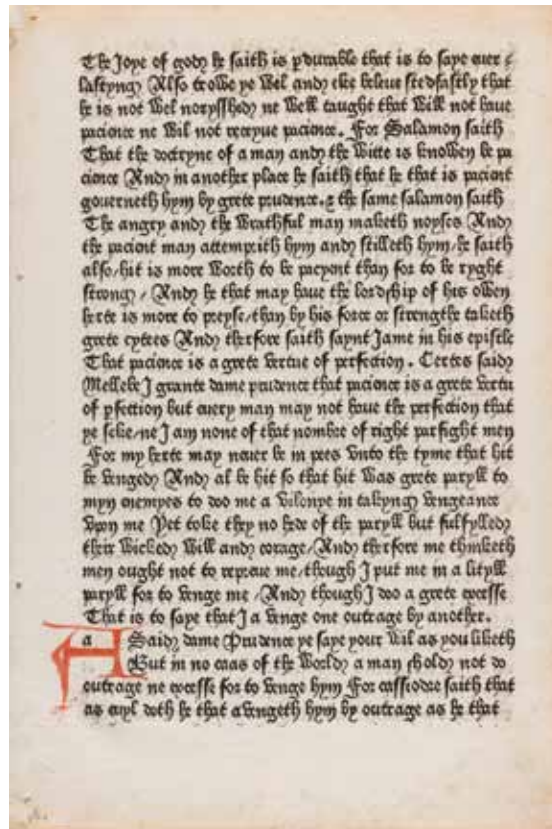 The Joye of god he saith is pdurable that is to saye euer
lastyng Also trowe ye wel and eke beleue stedfastly that
he is not wel norysshed ne well taught that will not haue
pacience ne wil not receyue pacience. For Salamon saith
That the doctryne of a man and the witte is knowen be pa
cience And in another place he saith that he that is pacient
gouerneth hym by grete prudence. & the same salamon saith
The angry and the wrathful man maketh noyses And
the pacient man attemprith hym and stilleth hym/he saith
also/hit is more worth to be pacyent than for to be ryght
strong / And he that may haue the lordship of his owen
herte is more to preyse/than by his force or strengthe taketh
grete cytees And therfore saith saynt Jame in his epistle
That pacience is a grete vertue of perfection. Certes said
Mellebe J grante dame prudence that pacience is a grete vertu
of pfection but euery man may not haue the perfection that
ye seke/ne J am none of that nombre of right parfight men
For my herte may neuer be in pees vnto the tyme that hit
be venged And al be hit so that hit was grete paryll to
myn enemyes to doo me a vilonye in takyng vengeance
vpon me Yet toke they no hede of the paryll but fulfylled
their wicked will and corage/And therfore me thinketh
men ought not to repreue me/though J put me in a lityll
paryll for to venge me /And though J doo a grete excesse
That is to saye that J a venge one outrage by another.
a Said dame Prudence ye saye your wil as you liketh
But in no caas of the world a man shold not do
outrage ne excesse for to venge hym For cassiodore saith that
as euyl doth he that avengeth hym by outrage as he that